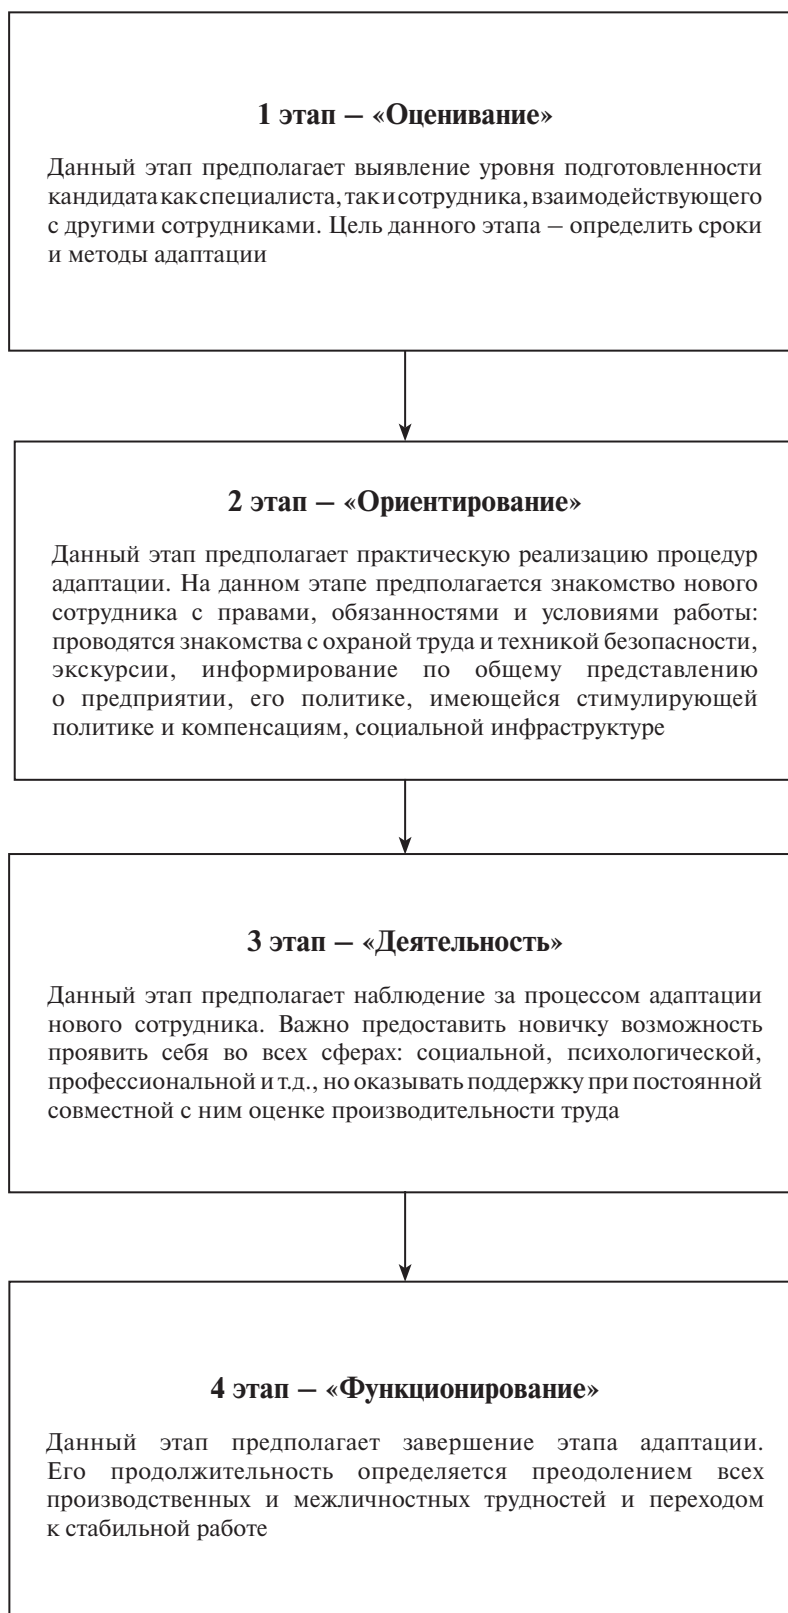 1 этап – «Оценивание»
Данный этап предполагает выявление уровня подготовленности
кандидата как специалиста, так и сотрудника, взаимодействующего
с другими сотрудниками. Цель данного этапа – определить сроки
и методы адаптации
2 этап – «Ориентирование»
Данный этап предполагает практическую реализацию процедур
адаптации. На данном этапе предполагается знакомство нового
сотрудника с правами, обязанностями и условиями работы:
проводятся знакомства с охраной труда и техникой безопасности,
экскурсии, информирование по общему представлению
о предприятии, его политике, имеющейся стимулирующей
политике и компенсациям, социальной инфраструктуре
3 этап – «Деятельность»
Данный этап предполагает наблюдение за процессом адаптации
нового сотрудника. Важно предоставить новичку возможность
проявить себя во всех сферах: социальной, психологической,
профессиональной и т.д., но оказывать поддержку при постоянной
совместной с ним оценке производительности труда
4 этап – «Функционирование»
Данный этап предполагает завершение этапа адаптации.
Его продолжительность определяется преодолением всех
производственных и межличностных трудностей и переходом
к стабильной работе